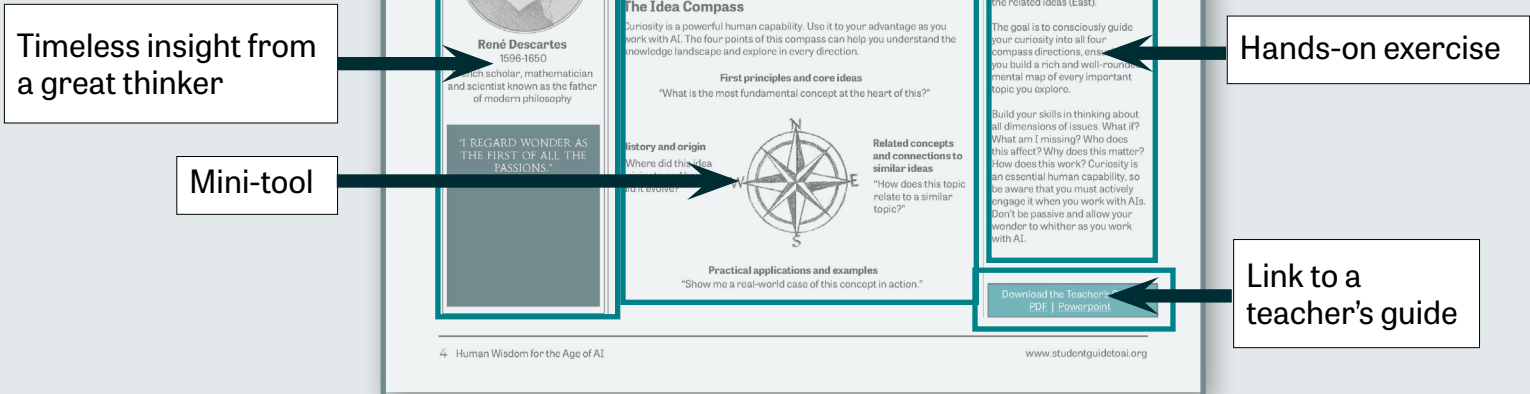 Timeless insight from
a great thinker
Mini-tool
René Descartes
1596-1650
French scholar, mathematician
and scientist known as the father
of modern philosophy
"I REGARD WONDER AS
THE FIRST OF ALL THE
PASSIONS."
The Idea Compass
Curiosity is a powerful human capability. Use it to your advantage as you
work with AI. The four points of this compass can help you understand the
knowledge landscape and explore in every direction.
First principles and core ideas
"What is the most fundamental concept at the heart of this?"
History and origin
"Where did this idea
did it evolve?"
N
W
E
S
Related concepts
and connections to
similar ideas
"How does this topic
relate to a similar
topic?"
Practical applications and examples
"Show me a real-world case of this concept in action."
the related ideas (East).
The goal is to consciously guide
your curiosity into all four
compass directions,
you build a rich and well-rounded
mental map of every important
topic you explore.
Build your skills in thinking about
all dimensions of issues. What if?
What am I missing? Who does
this affect? Why does this matter?
How does this work? Curiosity is
an essential human capability, so
be aware that you must actively
engage it when you work with AIs.
Don't be passive and allow your
wonder to whither as you work
with AI.
Download the Teacher's
PDF | Powerpoint
Hands-on exercise
Link to a
teacher's guide
4 Human Wisdom for the Age of AI
www.studentguidetoai.org